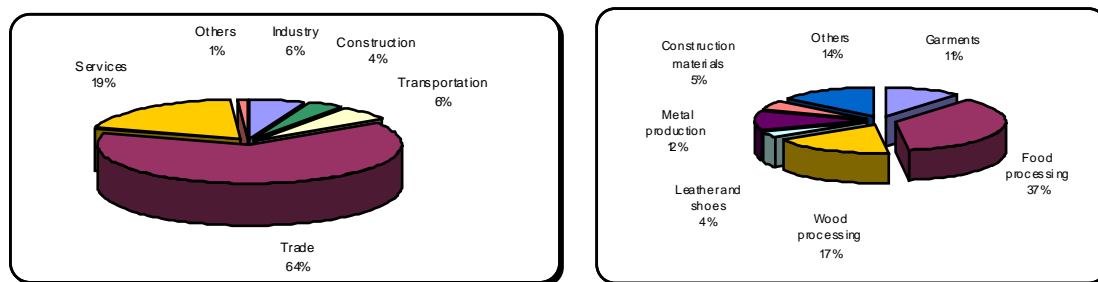 Others
1%
Industry
6%
Construction
4%
Transportation
6%
Services
19%
Trade
64%
Construction
materials
5%
Others
14%
Garments
11%
Metal
production
12%
Food
processing
37%
Leather and
shoes
4%
Wood
processing
17%